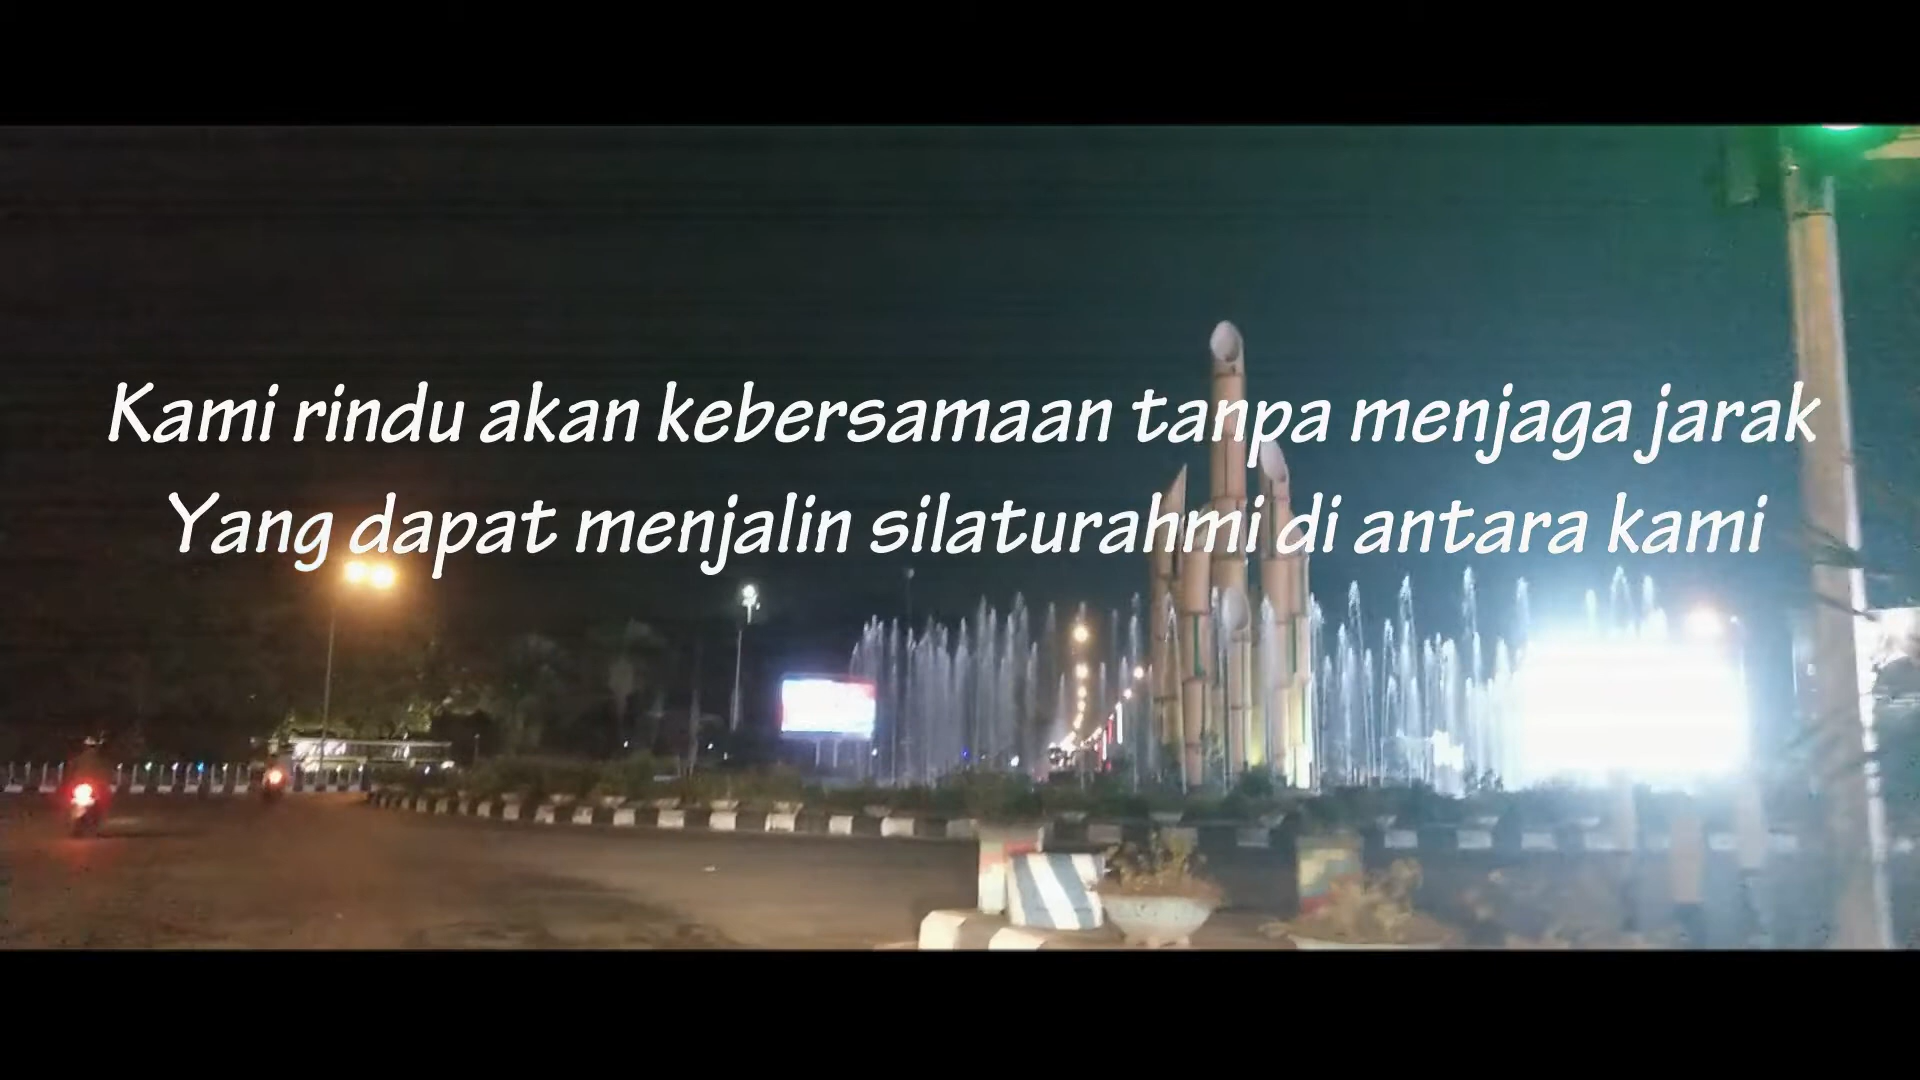 Kami rindu akan kebersamaan tanpa menjaga jarak
Yang dapat menjalin silaturahmi di antara kami